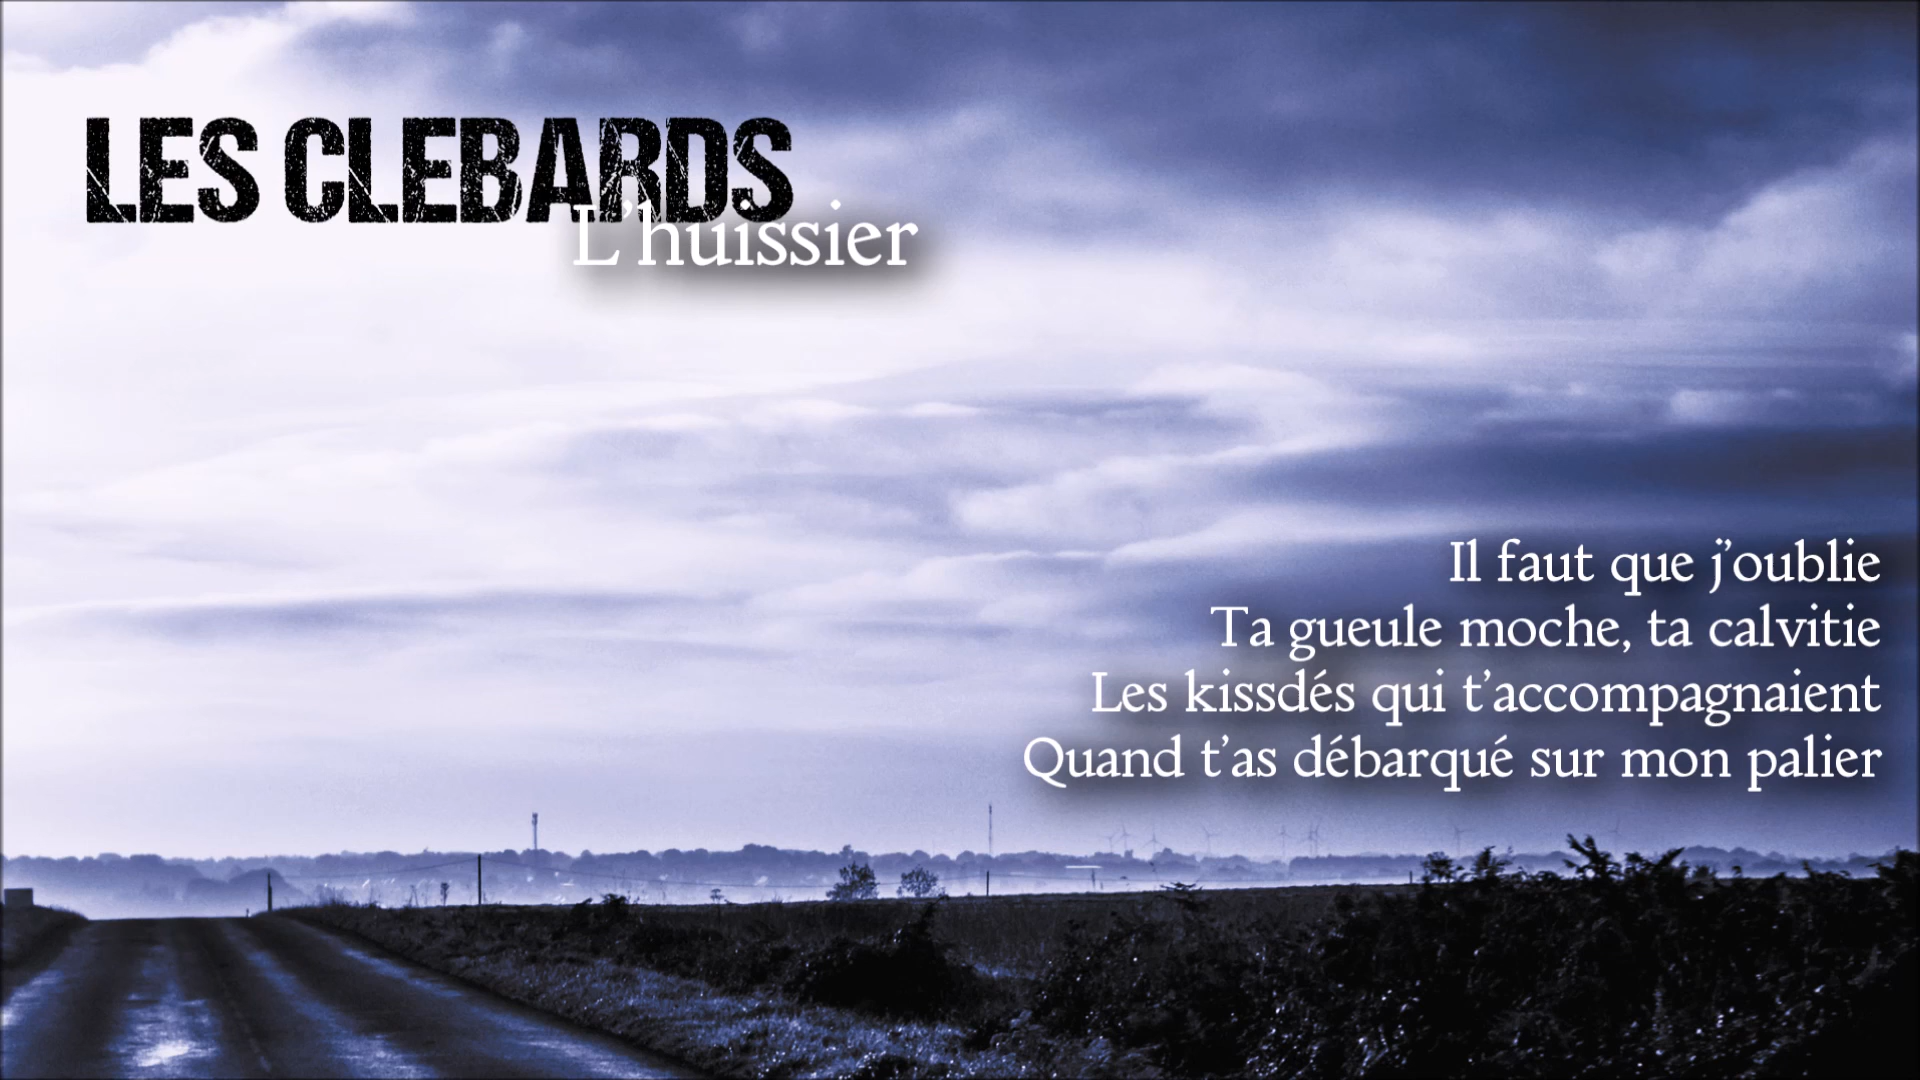 LES CLEBARDS
L'huissier
Il faut que j'oublie
Ta gueule moche, ta calvitie
Les kissdés qui t'accompagnaient
Quand t'as débarqué sur mon palier